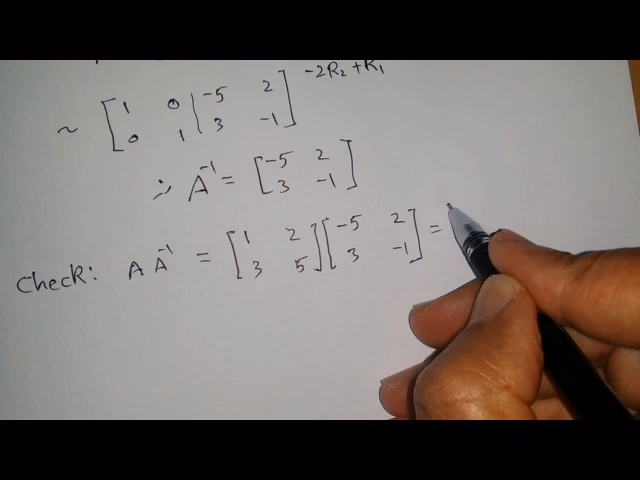 ~ [1 0 | -5 2; 0 1 | 3 -1] -2R₂+R₁
∴ A⁻¹ = [-5 2; 3 -1]
Check: A A⁻¹ = [1 2; 3 5][-5 2; 3 -1] =